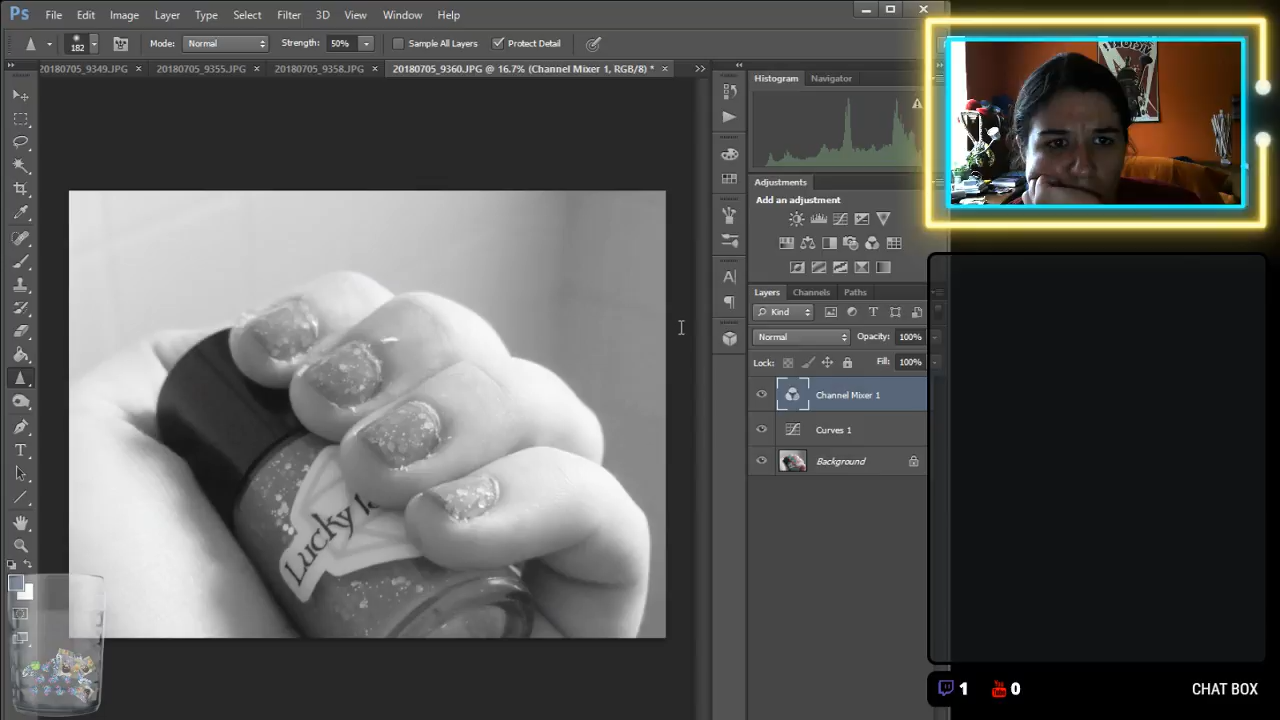 Ps File Edit Image Layer Type Select Filter 3D View Window Help
182 Mode: Normal Strength: 50% Sample All Layers Protect Detail
20180705_9349.JPG × 20180705_9355.JPG × 20180705_9358.JPG × 20180705_9360.JPG @ 16.7% (Channel Mixer 1, RGB/8) * ×
Histogram Navigator
Adjustments
Add an adjustment
Layers Channels Paths
Kind
Normal Opacity: 100%
Lock: Fill: 100%
Channel Mixer 1
Curves 1
Background
Lucky
1 You Tube 0 CHAT BOX